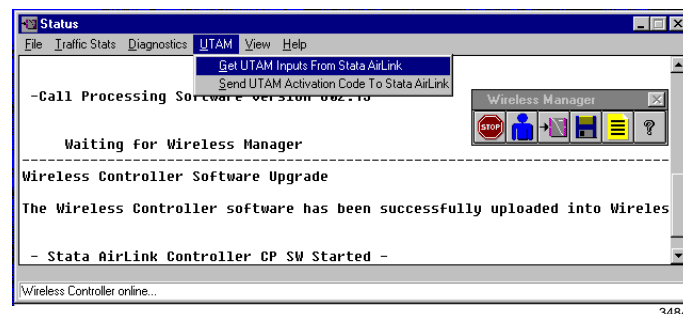 Status
File Traffic Stats Diagnostics UTAM View Help
Get UTAM Inputs From Stata AirLink
Send UTAM Activation Code To Stata AirLink
-Call Processing Software Version
Wireless Manager
STOP
?
Waiting for Wireless Manager
Wireless Controller Software Upgrade
The Wireless Controller software has been successfully uploaded into Wireles
- Stata AirLink Controller CP SW Started -
Wireless Controller online...